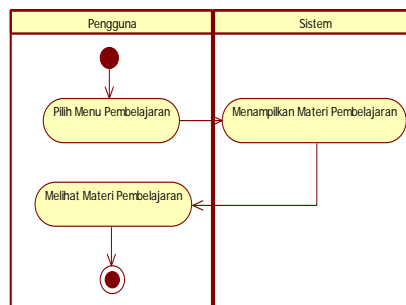 Pengguna
Sistem
Pilih Menu Pembelajaran
Menampilkan Materi Pembelajaran
Melihat Materi Pembelajaran